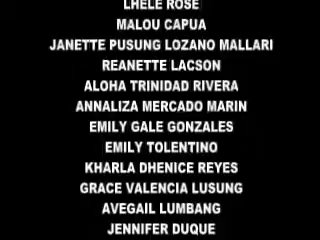 LHELE ROSE
MALOU CAPUA
JANETTE PUSUNG LOZANO MALLARI
REANETTE LACSON
ALOHA TRINIDAD RIVERA
ANNALIZA MERCADO MARIN
EMILY GALE GONZALES
EMILY TOLENTINO
KHARLA DHENICE REYES
GRACE VALENCIA LUSUNG
AVEGAIL LUMBANG
JENNIFER DUQUE